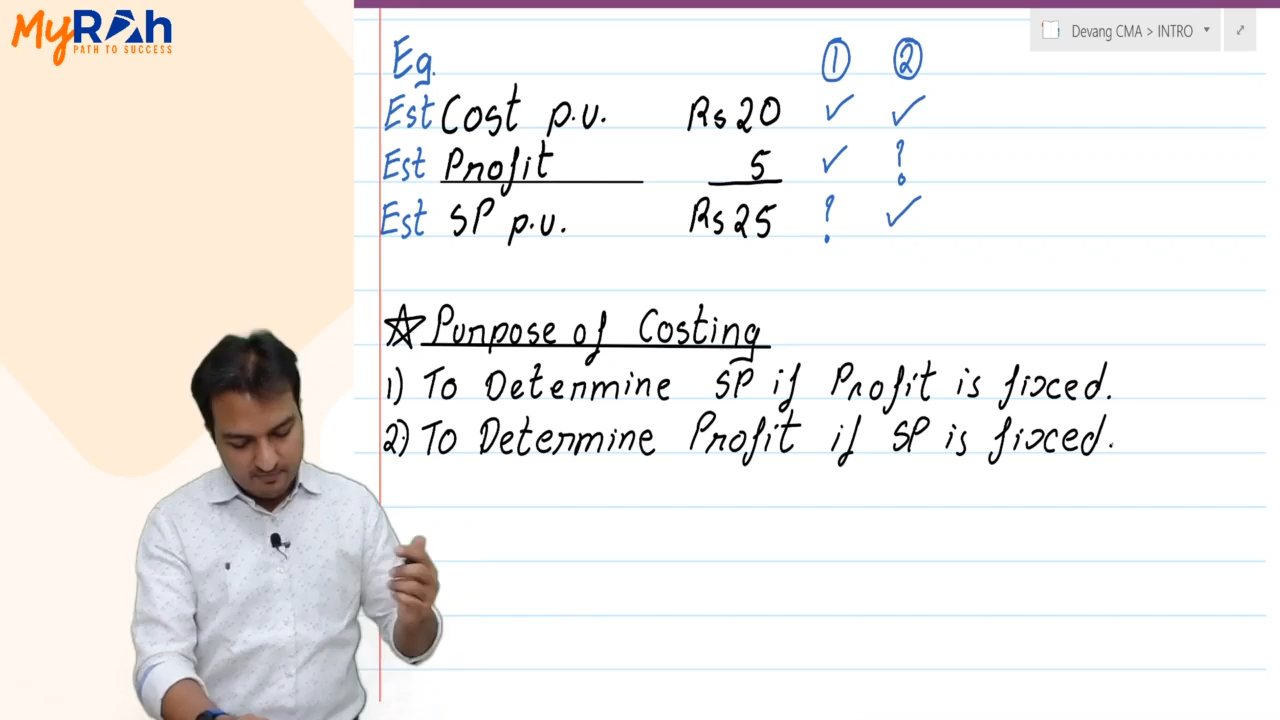 MyRAh
PATH TO SUCCESS
Devang CMA > INTRO
Eg. ① ②
Est Cost p.u. Rs 20 ✓ ✓
Est Profit 5 ✓ ?
Est SP p.u. Rs 25 ? ✓
☆ Purpose of Costing
1) To Determine SP if Profit is fixed.
2) To Determine Profit if SP is fixed.